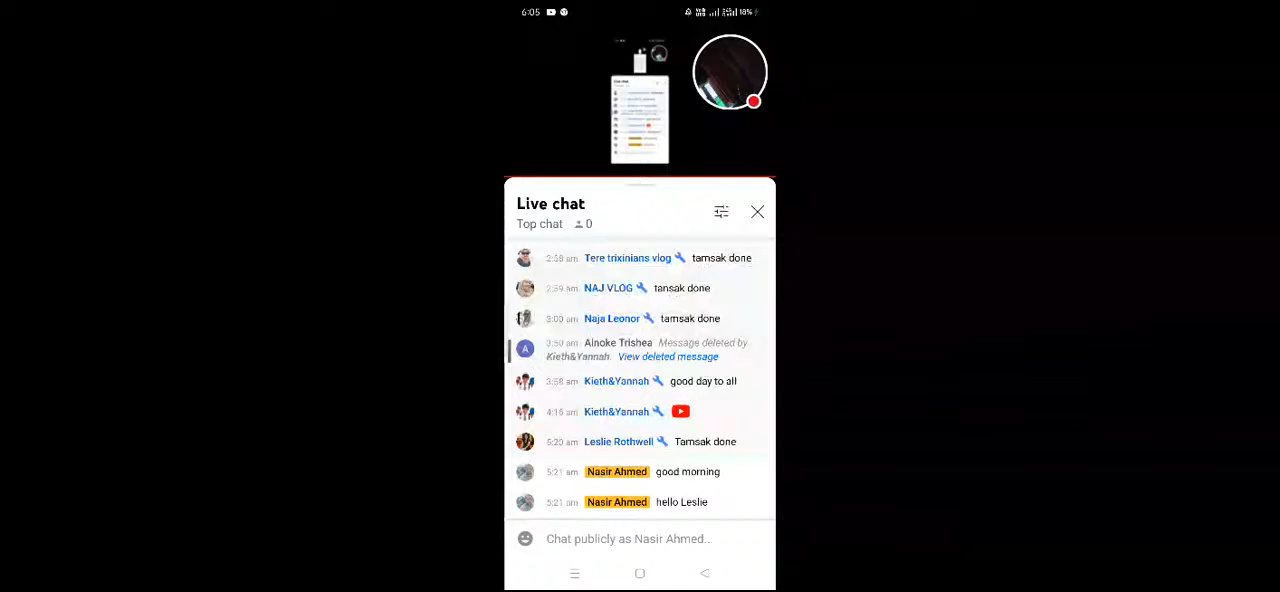 6:05 18%
Live chat
Top chat 0
2:58 am Tere trixinians vlog tamsak done
2:59 am NAJ VLOG tansak done
3:00 am Naja Leonor tamsak done
3:50 am Ainoke Trishea Message deleted by
Kieth&Yannah. View deleted message
3:58 am Kieth&Yannah good day to all
4:16 am Kieth&Yannah
5:20 am Leslie Rothwell Tamsak done
5:21 am Nasir Ahmed good morning
5:21 am Nasir Ahmed hello Leslie
Chat publicly as Nasir Ahmed...